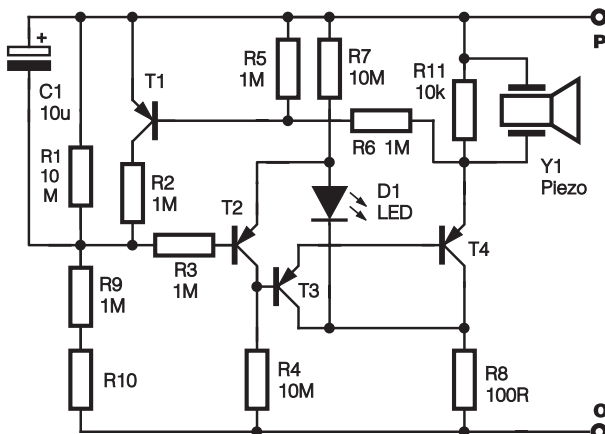 +
P
C1
10u
T1
R5
1M
R7
10M
R11
10k
Y1
Piezo
R1
10
M
R2
1M
R6 1M
T2
D1
LED
R3
1M
T3
T4
R9
1M
R10
R4
10M
R8
100R
O